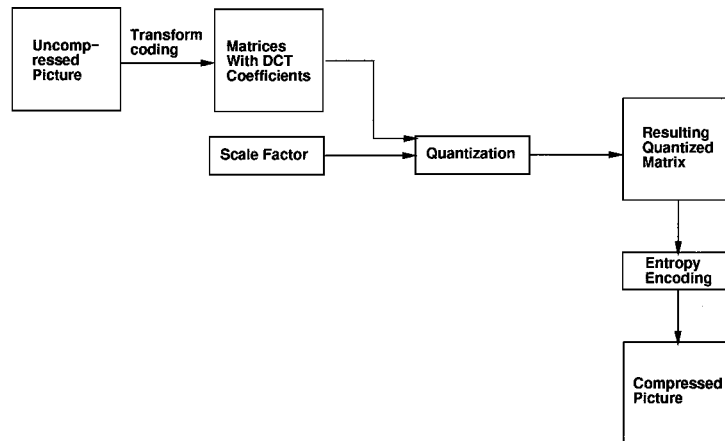 Uncomp-
ressed
Picture
Transform
coding
Matrices
With DCT
Coefficients
Scale Factor
Quantization
Resulting
Quantized
Matrix
Entropy
Encoding
Compressed
Picture